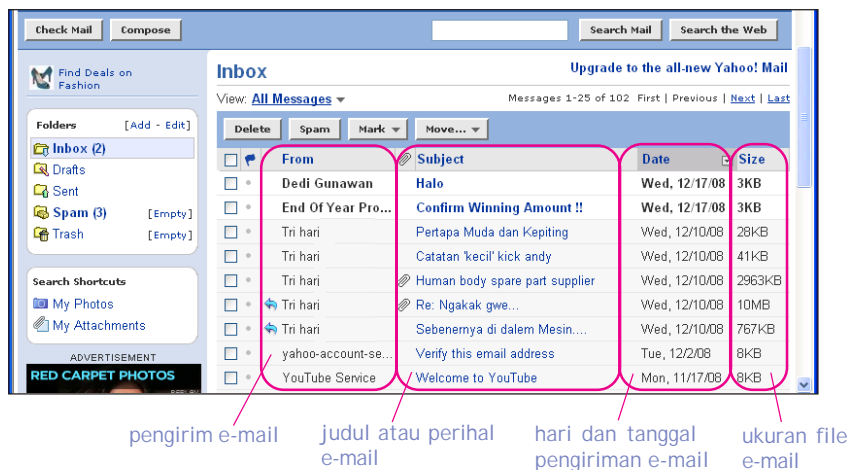 Check Mail Compose Search Mail Search the Web
Find Deals on
Fashion
Inbox Upgrade to the all-new Yahoo! Mail
View: All Messages Messages 1-25 of 102 First | Previous | Next | Last
Folders [Add - Edit]
Inbox (2)
Drafts
Sent
Spam (3) [Empty]
Trash [Empty]
Search Shortcuts
My Photos
My Attachments
ADVERTISEMENT
RED CARPET PHOTOS
Delete Spam Mark Move...
From Subject Date Size
Dedi Gunawan Halo Wed, 12/17/08 3KB
End Of Year Pro... Confirm Winning Amount !! Wed, 12/17/08 3KB
Tri hari Pertapa Muda dan Kepiting Wed, 12/10/08 28KB
Tri hari Catatan 'kecil' kick andy Wed, 12/10/08 41KB
Tri hari Human body spare part supplier Wed, 12/10/08 2963KB
Tri hari Re: Ngakak gwe... Wed, 12/10/08 10MB
Tri hari Sebenernya di dalem Mesin.... Wed, 12/10/08 767KB
yahoo-account-se... Verify this email address Tue, 12/2/08 8KB
YouTube Service Welcome to YouTube Mon, 11/17/08 8KB
pengirim e-mail
judul atau perihal
e-mail
hari dan tanggal
pengiriman e-mail
ukuran file
e-mail